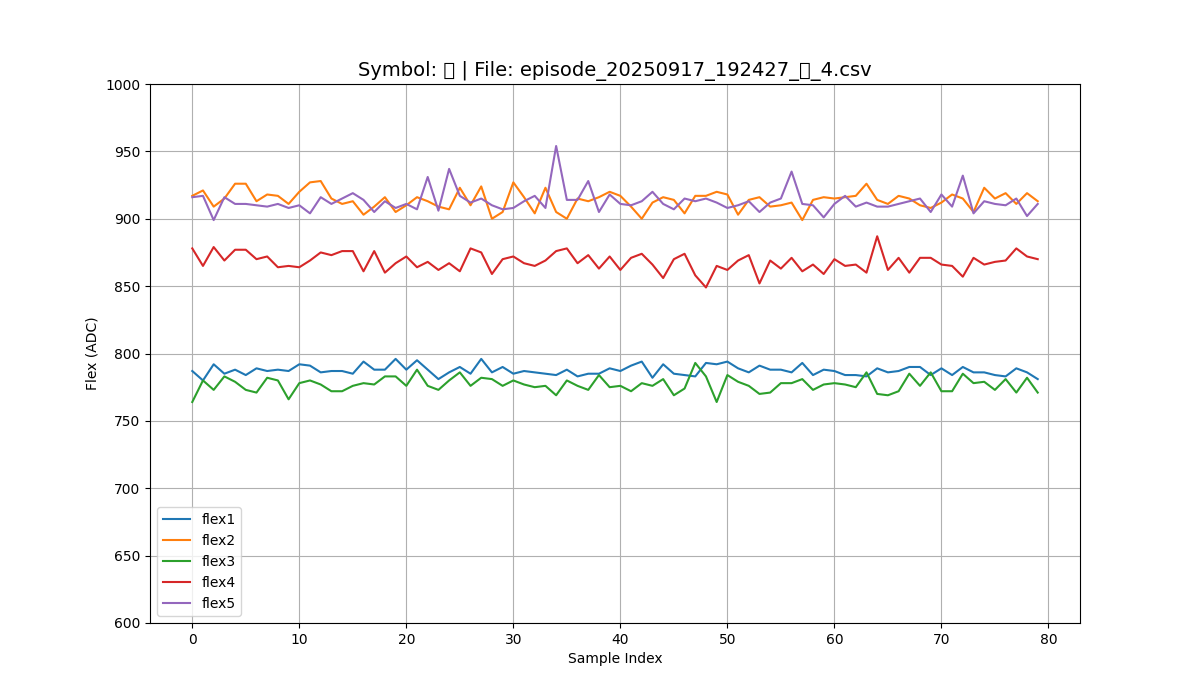 Symbol: | File: episode_20250917_192427_ _4.csv
1000
950
900
850
800
750
700
650
600
Flex (ADC)
flex1
flex2
flex3
flex4
flex5
0 10 20 30 40 50 60 70 80
Sample Index